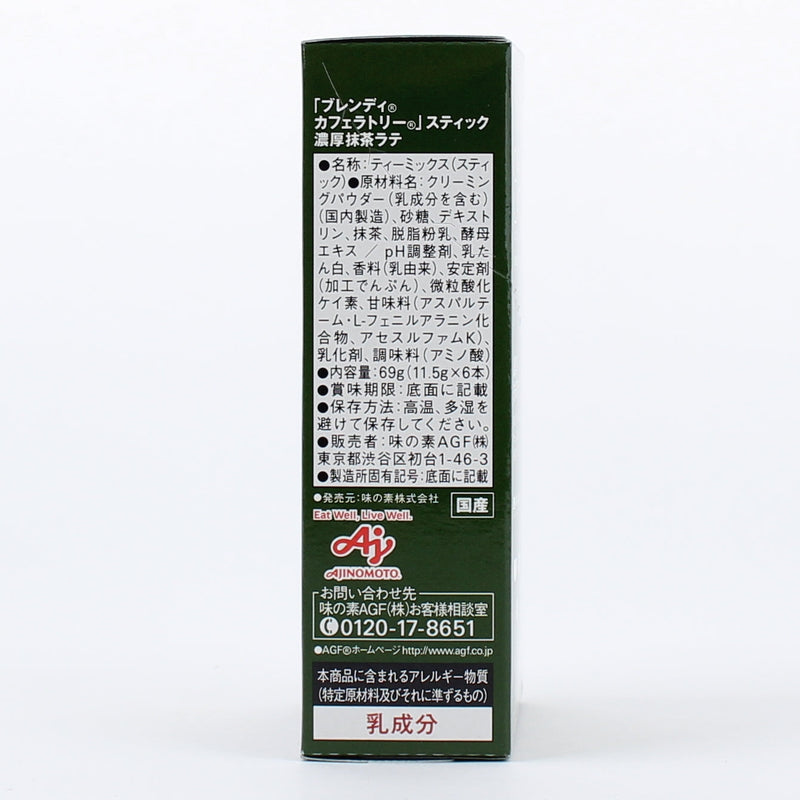 「ブレンディ®
カフェラトリー®」スティック
濃厚抹茶ラテ
●名称：ティーミックス（スティ
ック）●原材料名：クリーミン
グパウダー（乳成分を含む）
（国内製造）、砂糖、デキスト
リン、抹茶、脱脂粉乳、酵母
エキス ／ pH調整剤、乳た
ん白、香料（乳由来）、安定剤
（加工でんぷん）、微粒酸化
ケイ素、甘味料（アスパルテ
ーム・L-フェニルアラニン化
合物、アセスルファムK）、
乳化剤、調味料（アミノ酸）
●内容量：69g（11.5g×6本）
●賞味期限：底面に記載
●保存方法：高温、多湿を
避けて保存してください。
●販売者：味の素AGF㈱
東京都渋谷区初台1-46-3
●製造所固有記号：底面に記載
●発売元：味の素株式会社
国産
Eat Well, Live Well.
Aj
AJINOMOTO.
お問い合わせ先
味の素AGF（株）お客様相談室
0120-17-8651
●AGF®ホームページ http://www.agf.co.jp
本商品に含まれるアレルギー物質
（特定原材料及びそれに準ずるもの）
乳成分